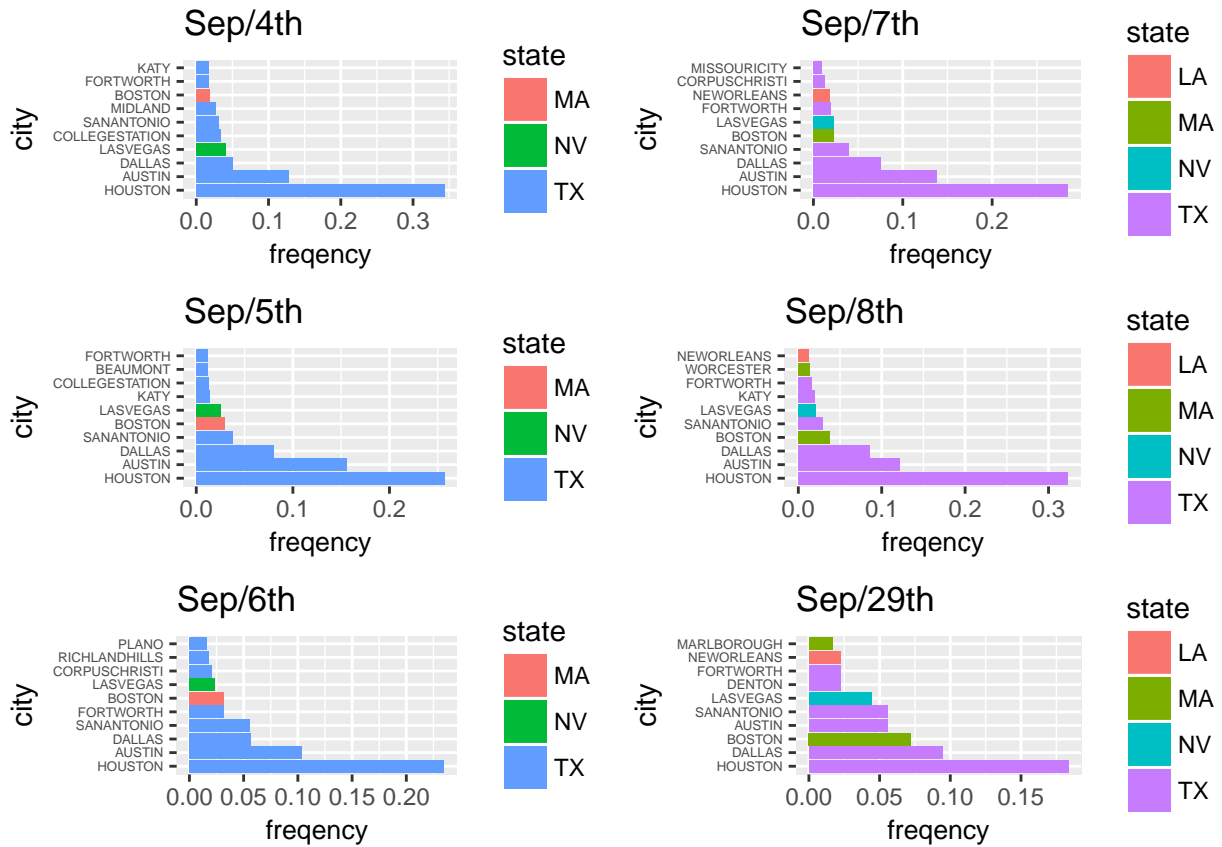 Sep/4th
city
KATY
FORTWORTH
BOSTON
MIDLAND
SANANTONIO
COLLEGESTATION
LASVEGAS
DALLAS
AUSTIN
HOUSTON
0.0 0.1 0.2 0.3
freqency
state
MA
NV
TX
Sep/7th
city
MISSOURICITY
CORPUSCHRISTI
NEWORLEANS
FORTWORTH
LASVEGAS
BOSTON
SANANTONIO
DALLAS
AUSTIN
HOUSTON
0.0 0.1 0.2
freqency
state
LA
MA
NV
TX
Sep/5th
city
FORTWORTH
BEAUMONT
COLLEGESTATION
KATY
LASVEGAS
BOSTON
SANANTONIO
DALLAS
AUSTIN
HOUSTON
0.0 0.1 0.2
freqency
state
MA
NV
TX
Sep/8th
city
NEWORLEANS
WORCESTER
FORTWORTH
KATY
LASVEGAS
SANANTONIO
BOSTON
DALLAS
AUSTIN
HOUSTON
0.0 0.1 0.2 0.3
freqency
state
LA
MA
NV
TX
Sep/6th
city
PLANO
RICHLANDHILLS
CORPUSCHRISTI
LASVEGAS
BOSTON
FORTWORTH
SANANTONIO
DALLAS
AUSTIN
HOUSTON
0.00 0.05 0.10 0.15 0.20
freqency
state
MA
NV
TX
Sep/29th
city
MARLBOROUGH
NEWORLEANS
FORTWORTH
DENTON
LASVEGAS
SANANTONIO
AUSTIN
BOSTON
DALLAS
HOUSTON
0.00 0.05 0.10 0.15
freqency
state
LA
MA
NV
TX